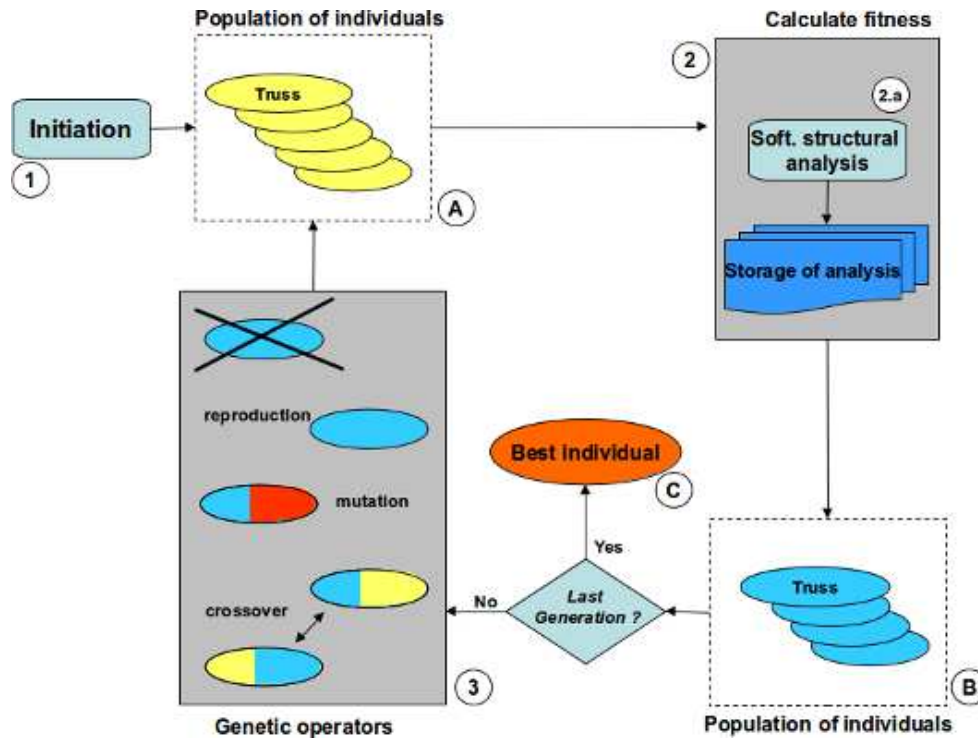 Population of individuals
Calculate fitness
Initiation
1
Truss
A
2
2.a
Soft. structural
analysis
Storage of analysis
reproduction
mutation
crossover
3
Genetic operators
Best individual
C
Yes
No
Last
Generation ?
Truss
B
Population of individuals